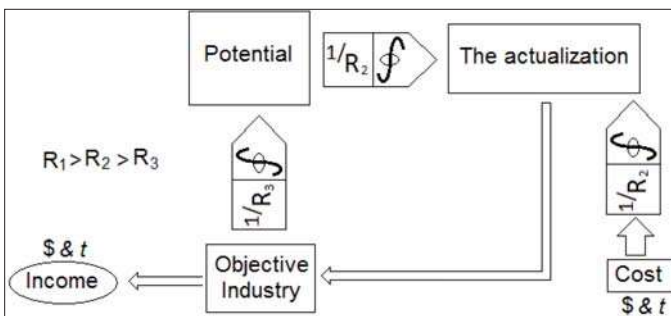 Potential
1/R2
The actualization
R1>R2>R3
1/R3
1/R2
$ & t
Income
Objective
Industry
Cost
$ & t